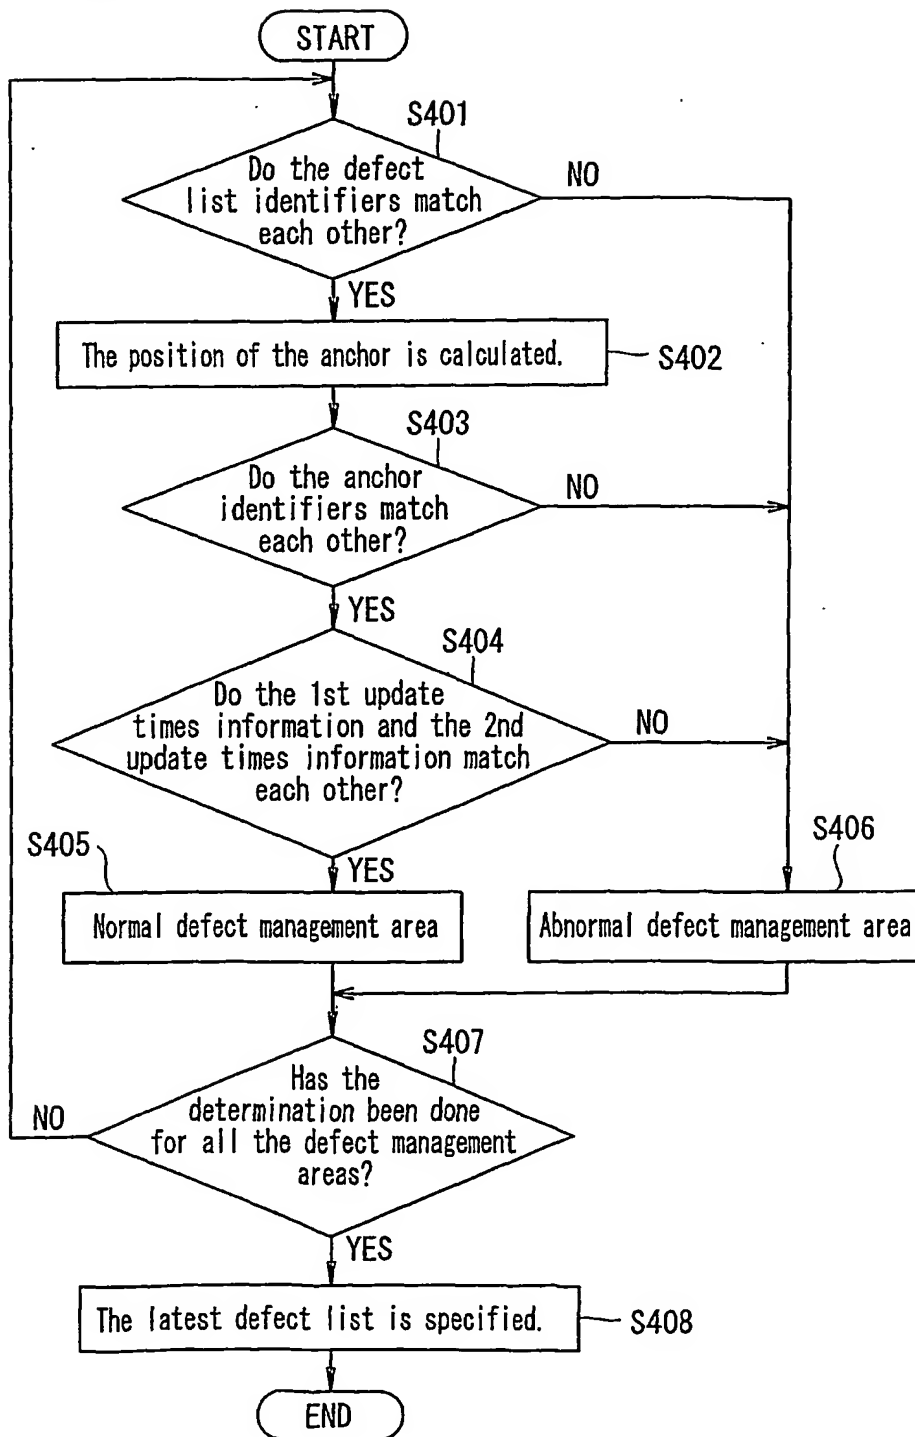 START
S401
Do the defect
list identifiers match
each other?
NO
YES
The position of the anchor is calculated.
S402
S403
Do the anchor
identifiers match
each other?
NO
YES
S404
Do the 1st update
times information and the 2nd
update times information match
each other?
NO
S405
YES
S406
Normal defect management area
Abnormal defect management area
S407
Has the
determination been done
for all the defect management
areas?
NO
YES
The latest defect list is specified.
S408
END